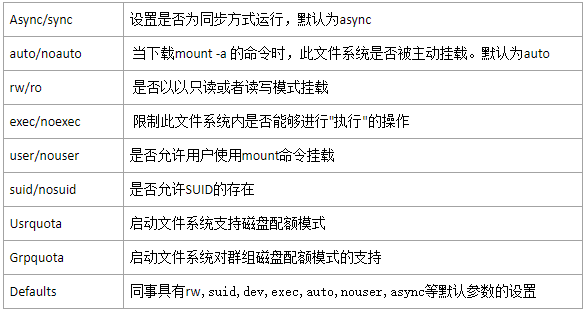 Async/sync 设置是否为同步方式运行，默认为async
auto/noauto 当下载mount -a 的命令时，此文件系统是否被主动挂载。默认为auto
rw/ro 是否以以只读或者读写模式挂载
exec/noexec 限制此文件系统内是否能够进行"执行"的操作
user/nouser 是否允许用户使用mount命令挂载
suid/nosuid 是否允许SUID的存在
Usrquota 启动文件系统支持磁盘配额模式
Grpquota 启动文件系统对群组磁盘配额模式的支持
Defaults 同事具有rw,suid,dev,exec,auto,nouser,async等默认参数的设置